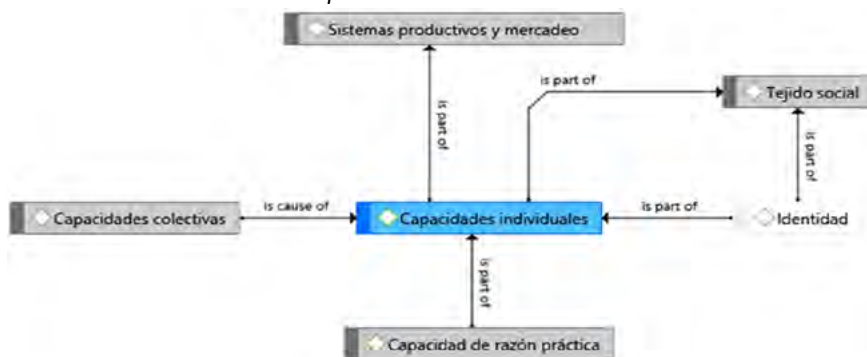 Sistemas productivos y mercadeo
is part of
Tejido social
is part of
is part of
Capacidades colectivas
is cause of
Capacidades individuales
is part of
Identidad
is part of
Capacidad de razón práctica